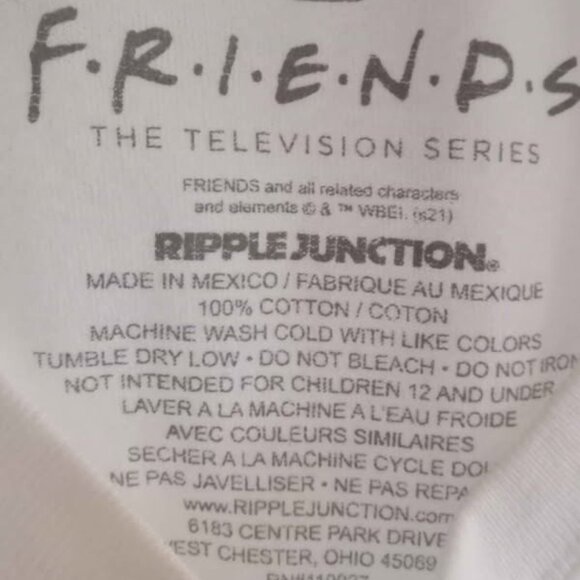 F·R·I·E·N·D·S
THE TELEVISION SERIES
FRIENDS and all related characters
and elements © & ™ WBEI. (s21)
RIPPLE JUNCTION®
MADE IN MEXICO / FABRIQUE AU MEXIQUE
100% COTTON / COTON
MACHINE WASH COLD WITH LIKE COLORS
TUMBLE DRY LOW • DO NOT BLEACH • DO NOT IRON
NOT INTENDED FOR CHILDREN 12 AND UNDER
LAVER A LA MACHINE A L'EAU FROIDE
AVEC COULEURS SIMILAIRES
SECHER A LA MACHINE CYCLE
NE PAS JAVELLISER • NE PAS
www.RIPPLEJUNCTION.com
6183 CENTRE PARK DRIVE
WEST CHESTER, OHIO 45069